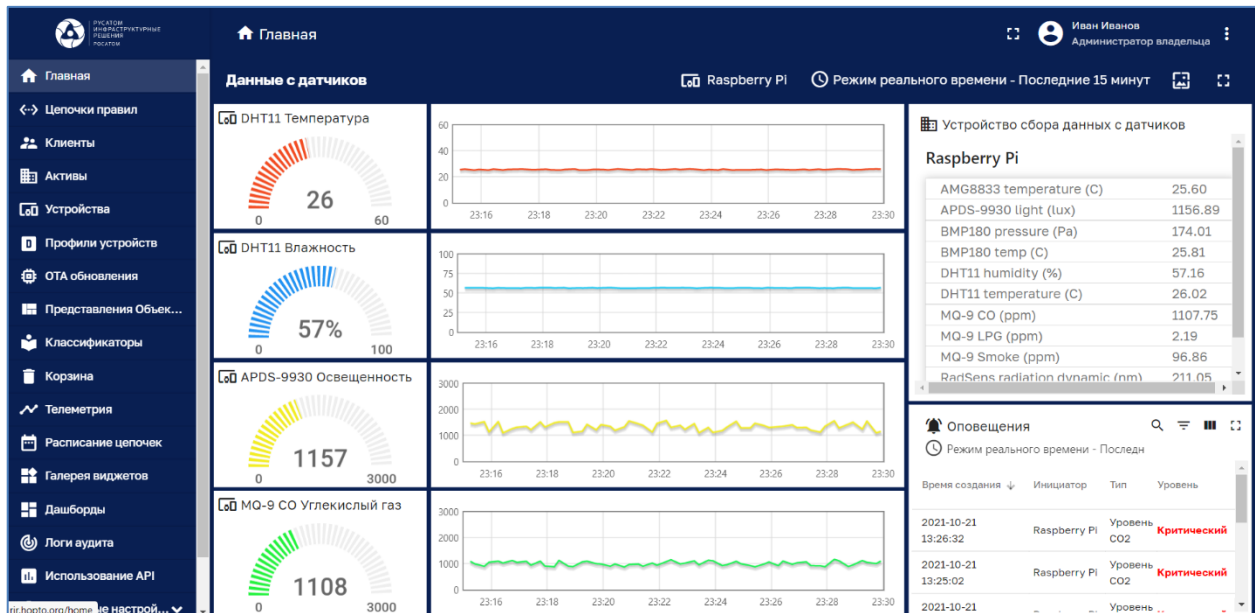 РУСАТОМ
ИНФРАСТРУКТУРНЫЕ
РЕШЕНИЯ
РОСАТОМ
Главная
Иван Иванов
Администратор владельца
Главная
Цепочки правил
Клиенты
Активы
Устройства
Профили устройств
OTA обновления
Представления Объек...
Классификаторы
Корзина
Телеметрия
Расписание цепочек
Галерея виджетов
Дашборды
Логи аудита
Использование API
rir.hopto.org/home
е настрой...
Данные с датчиков
Raspberry Pi
Режим реального времени - Последние 15 минут
DHT11 Температура
26
0 60
60
40
20
0
23:16 23:18 23:20 23:22 23:24 23:26 23:28 23:30
DHT11 Влажность
57%
0 100
100
75
50
25
0
23:16 23:18 23:20 23:22 23:24 23:26 23:28 23:30
APDS-9930 Освещенность
1157
0 3000
3000
2000
1000
0
23:16 23:18 23:20 23:22 23:24 23:26 23:28 23:30
MQ-9 CO Углекислый газ
1108
0 3000
3000
2000
1000
0
23:16 23:18 23:20 23:22 23:24 23:26 23:28 23:30
Устройство сбора данных с датчиков
Raspberry Pi
AMG8833 temperature (C) 25.60
APDS-9930 light (lux) 1156.89
BMP180 pressure (Pa) 174.01
BMP180 temp (C) 25.81
DHT11 humidity (%) 57.16
DHT11 temperature (C) 26.02
MQ-9 CO (ppm) 1107.75
MQ-9 LPG (ppm) 2.19
MQ-9 Smoke (ppm) 96.86
RadSens radiation dynamic (nm) 211.05
Оповещения
Режим реального времени - Последн
Время создания Инициатор Тип Уровень
2021-10-21 13:26:32 Raspberry Pi Уровень CO2 Критический
2021-10-21 13:25:02 Raspberry Pi Уровень CO2 Критический
2021-10-21 Уровень